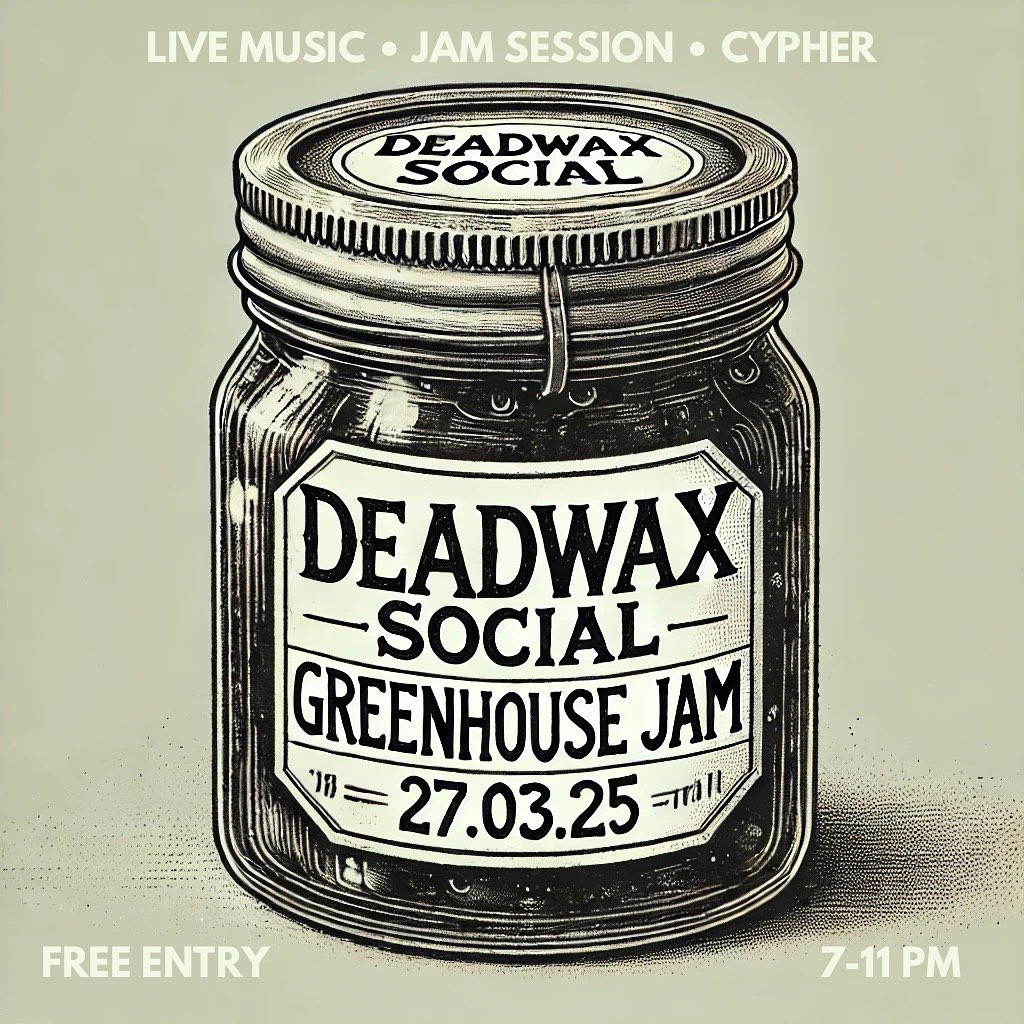 LIVE MUSIC • JAM SESSION • CYPHER
DEADWAX
SOCIAL
DEADWAX
SOCIAL
GREENHOUSE JAM
27.03.25
FREE ENTRY
7-11 PM